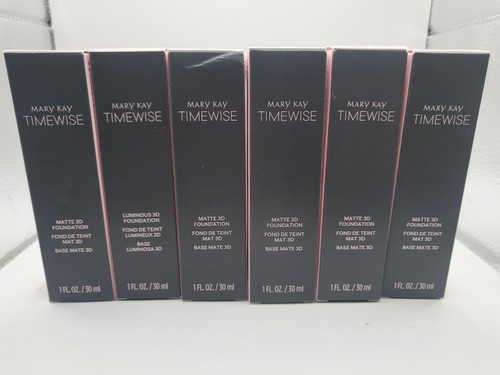 MARY KAY
TIMEWISE
MATTE 3D
FOUNDATION
FOND DE TEINT
MAT 3D
BASE MATE 3D
1 FL. OZ. / 30 ml
MARY KAY
TIMEWISE
LUMINOUS 3D
FOUNDATION
FOND DE TEINT
LUMINEUX 3D
BASE
LUMINOSA 3D
1 FL. OZ. / 30 ml
MARY KAY
TIMEWISE
MATTE 3D
FOUNDATION
FOND DE TEINT
MAT 3D
BASE MATE 3D
1 FL. OZ. / 30 ml
MARY KAY
TIMEWISE
MATTE 3D
FOUNDATION
FOND DE TEINT
MAT 3D
BASE MATE 3D
1 FL. OZ. / 30 ml
MARY KAY
TIMEWISE
MATTE 3D
FOUNDATION
FOND DE TEINT
MAT 3D
BASE MATE 3D
1 FL. OZ. / 30 ml
MARY KAY
TIMEWISE
MATTE 3D
FOUNDATION
FOND DE TEINT
MAT 3D
BASE MATE 3D
1 FL. OZ. / 30 ml